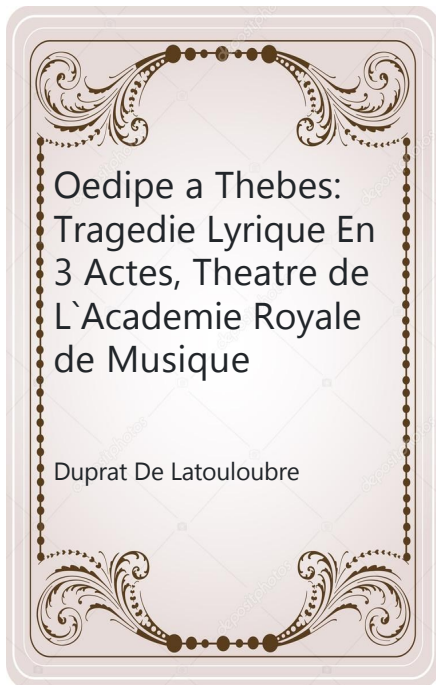 Oedipe a Thebes:
Tragedie Lyrique En
3 Actes, Theatre de
L`Academie Royale
de Musique
Duprat De Latouloubre